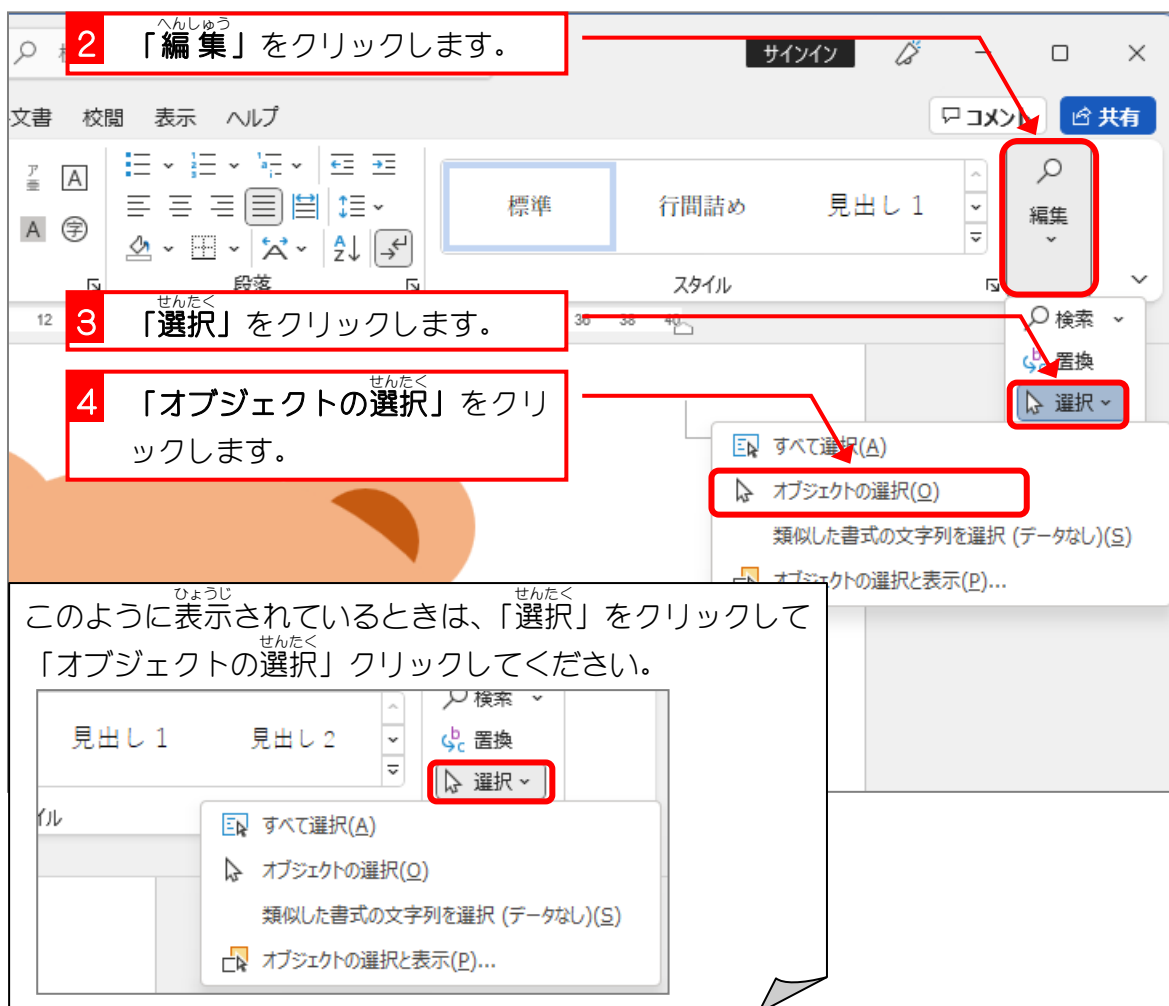 へんしゅう
2 「編集」をクリックします。
サインイン
文書 校閲 表示 ヘルプ
コメント 共有
ア亜 A
A 字
標準 行間詰め 見出し 1
編集
段落 スタイル
せんたく
3 「選択」をクリックします。
12 36 38 40
検索
置換
選択
せんたく
4 「オブジェクトの選択」をクリ
ックします。
すべて選択(A)
オブジェクトの選択(O)
類似した書式の文字列を選択 (データなし)(S)
オブジェクトの選択と表示(P)...
ひょうじ せんたく
このように表示されているときは、「選択」をクリックして
せんたく
「オブジェクトの選択」クリックしてください。
検索
見出し 1 見出し 2
置換
選択
イル
すべて選択(A)
オブジェクトの選択(O)
類似した書式の文字列を選択 (データなし)(S)
オブジェクトの選択と表示(P)...